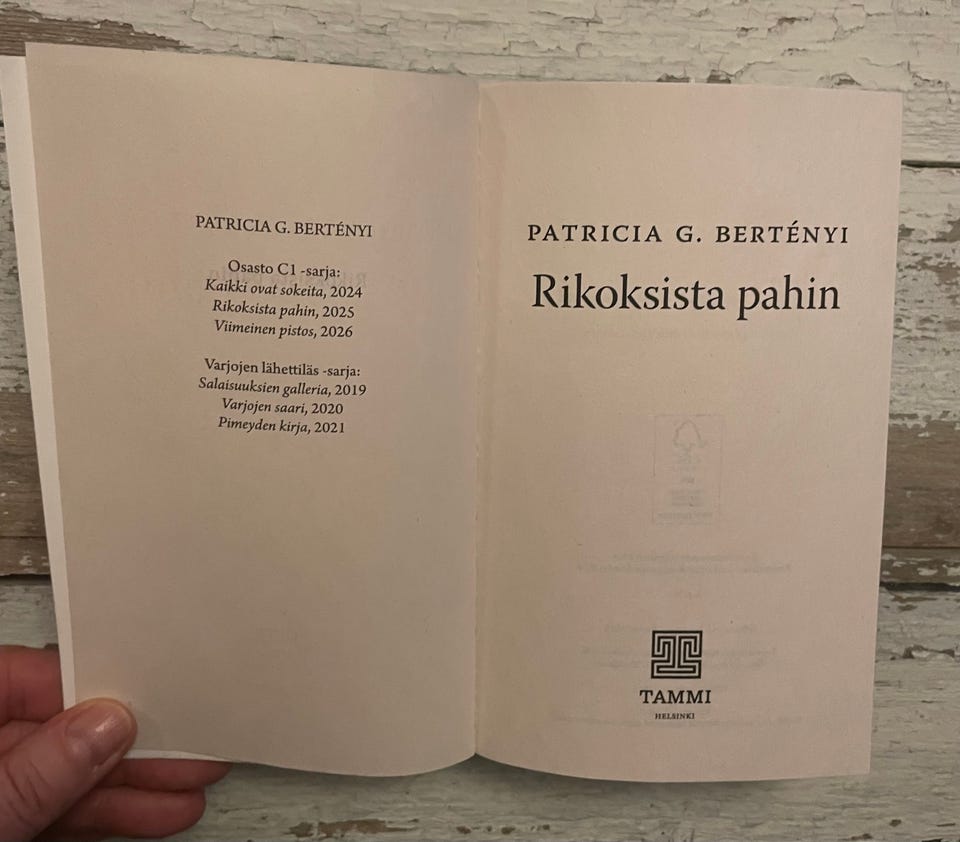 PATRICIA G. BERTÉNYI
Osasto C1 -sarja:
Kaikki ovat sokeita, 2024
Rikoksista pahin, 2025
Viimeinen pistos, 2026
Varjojen lähettiläs -sarja:
Salaisuuksien galleria, 2019
Varjojen saari, 2020
Pimeyden kirja, 2021
PATRICIA G. BERTÉNYI
Rikoksista pahin
TAMMI
HELSINKI